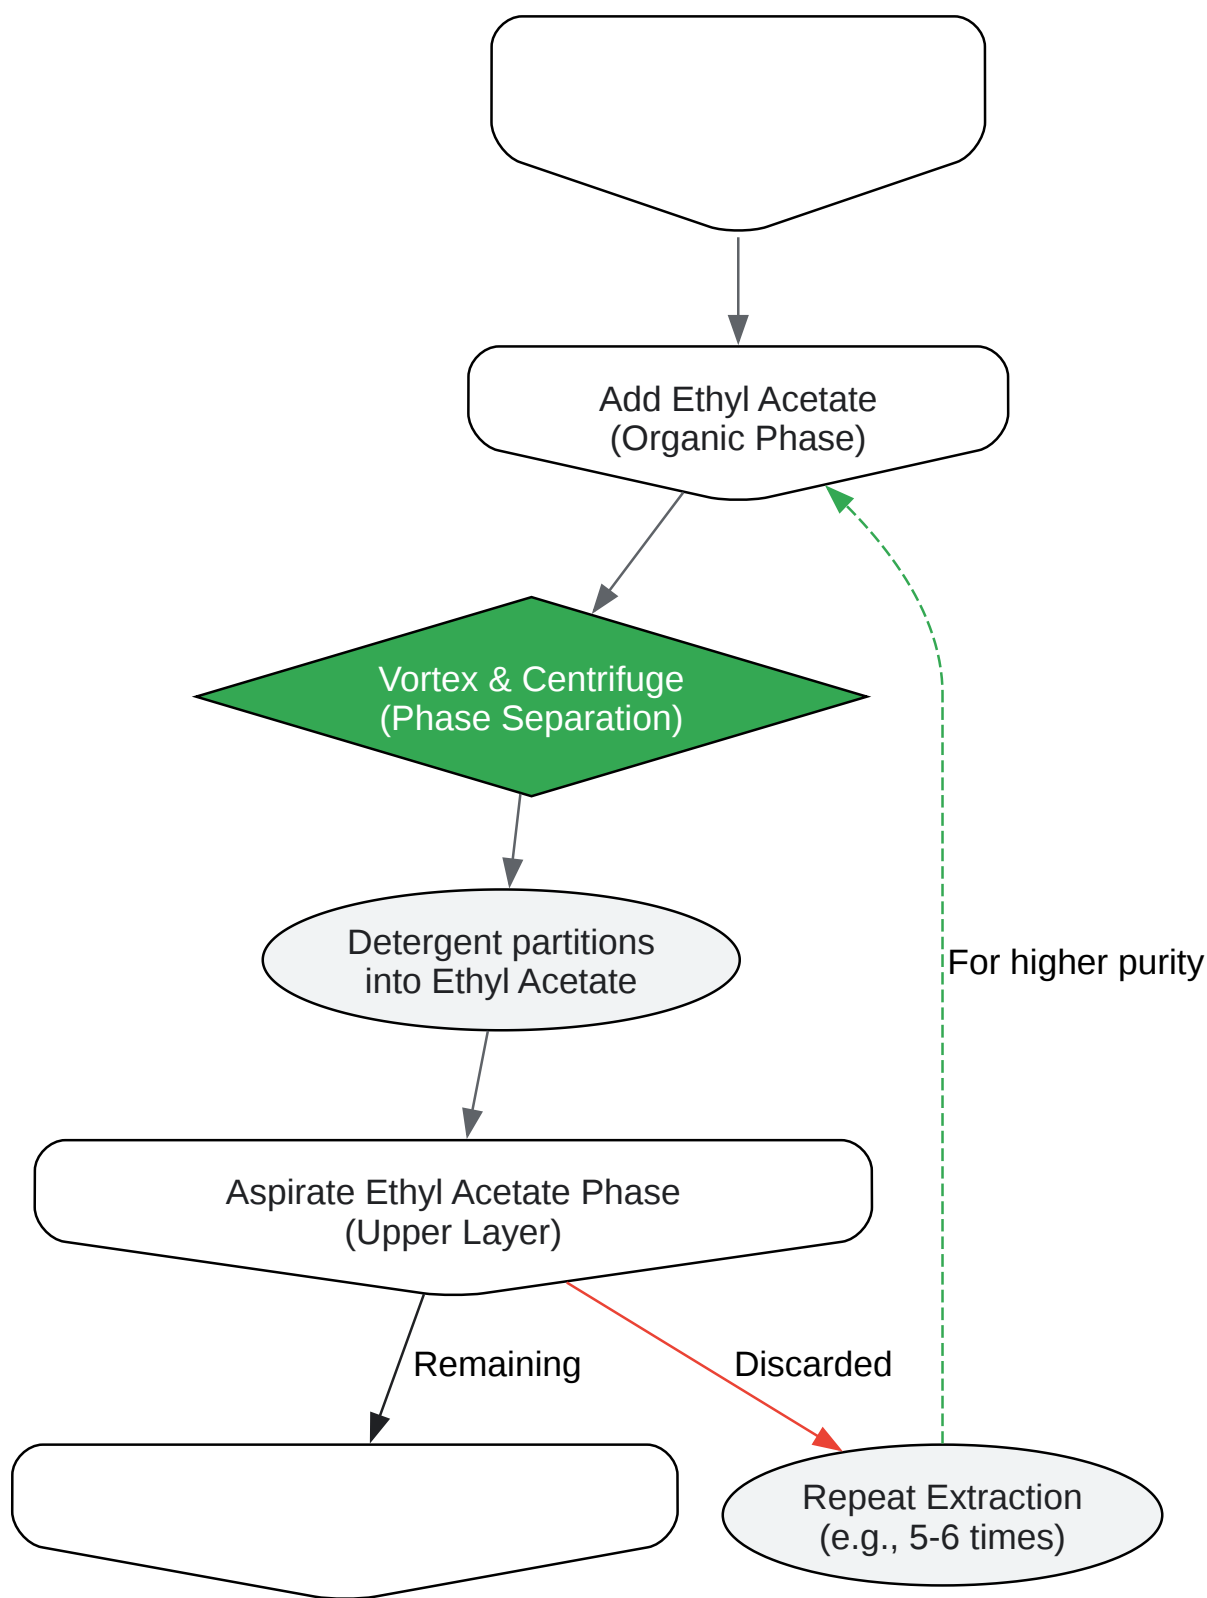 Add Ethyl Acetate
(Organic Phase)
Vortex & Centrifuge
(Phase Separation)
Detergent partitions
into Ethyl Acetate
For higher purity
Aspirate Ethyl Acetate Phase
(Upper Layer)
Remaining
Discarded
Repeat Extraction
(e.g., 5-6 times)